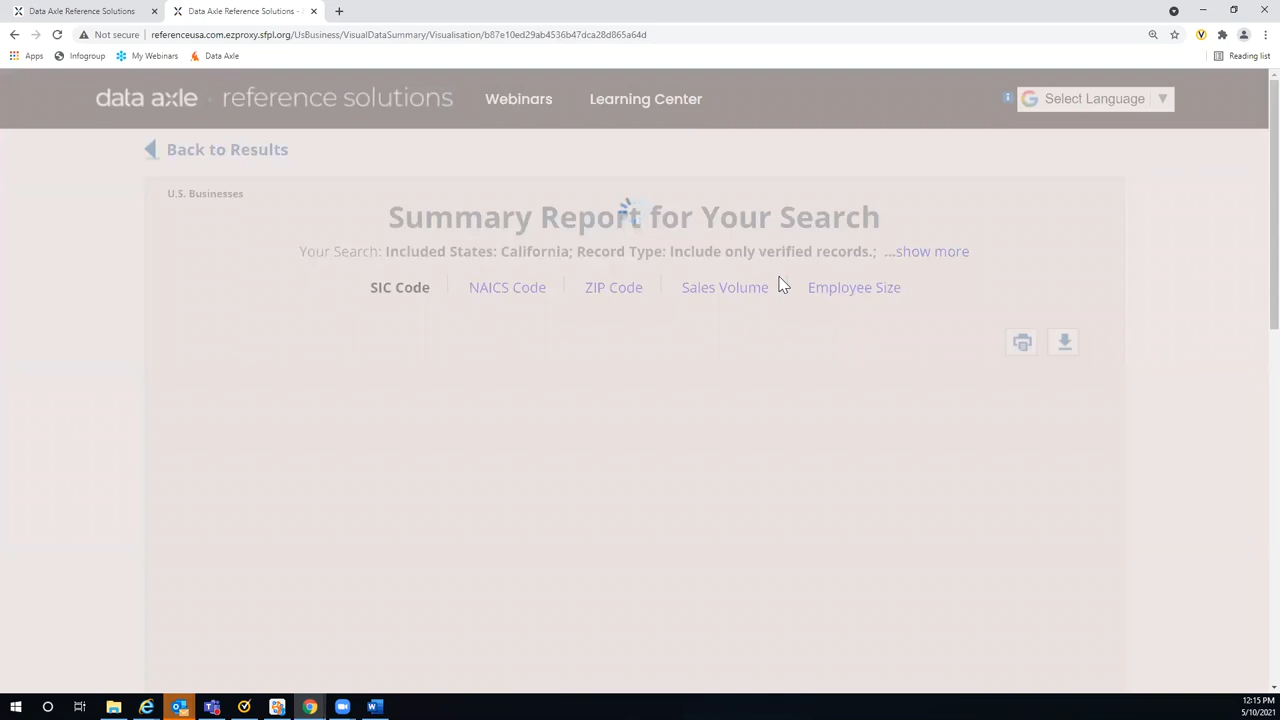 Data Axle Reference Solutions
Data Axle Reference Solutions -
Not secure
referenceusa.com.ezproxy.sfpl.org/UsBusiness/VisualDataSummary/Visualisation/b87e10ed29ab4536b47dca28d865a64d
Apps
Infogroup
My Webinars
Data Axle
Reading list
data axle reference solutions
Webinars
Learning Center
Select Language
Back to Results
U.S. Businesses
Summary Report for Your Search
Your Search: Included States: California; Record Type: Include only verified records.; ...show more
SIC Code
NAICS Code
ZIP Code
Sales Volume
Employee Size
12:15 PM
5/10/2021